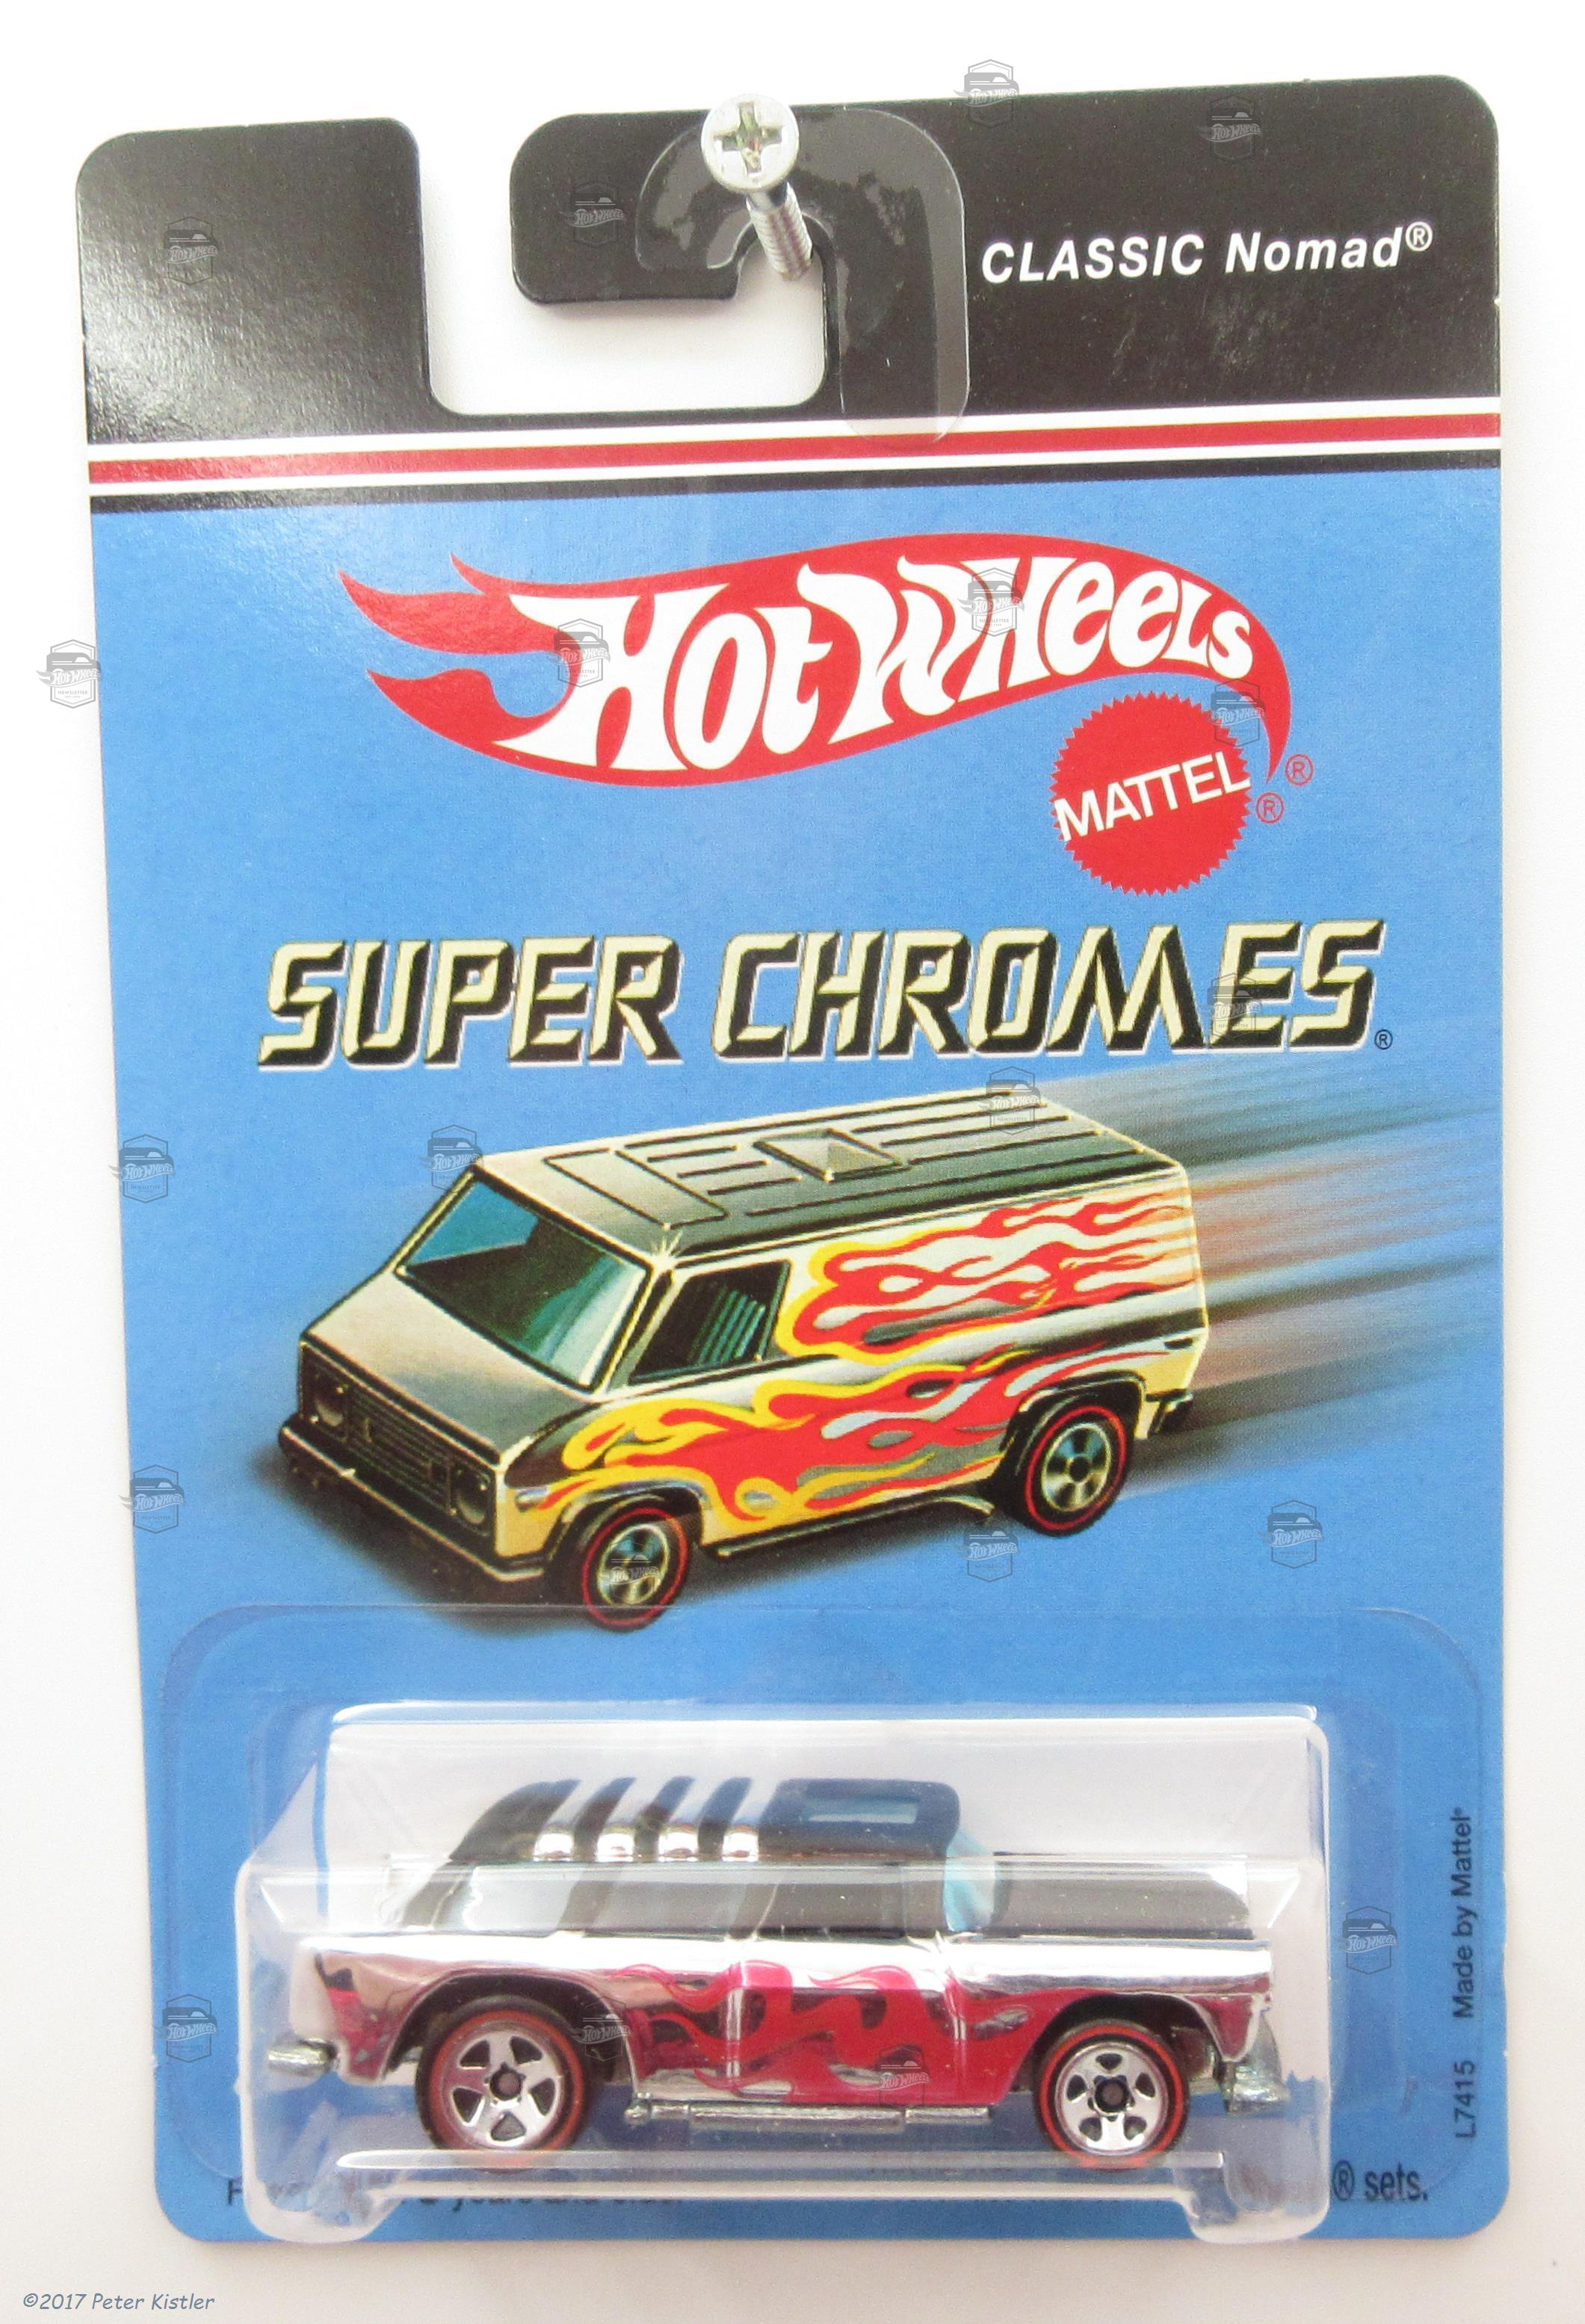 CLASSIC Nomad®
Hot Wheels®
MATTEL®
SUPER CHROMES®
L7415 Made by Mattel®
® sets.
©2017 Peter Kistler